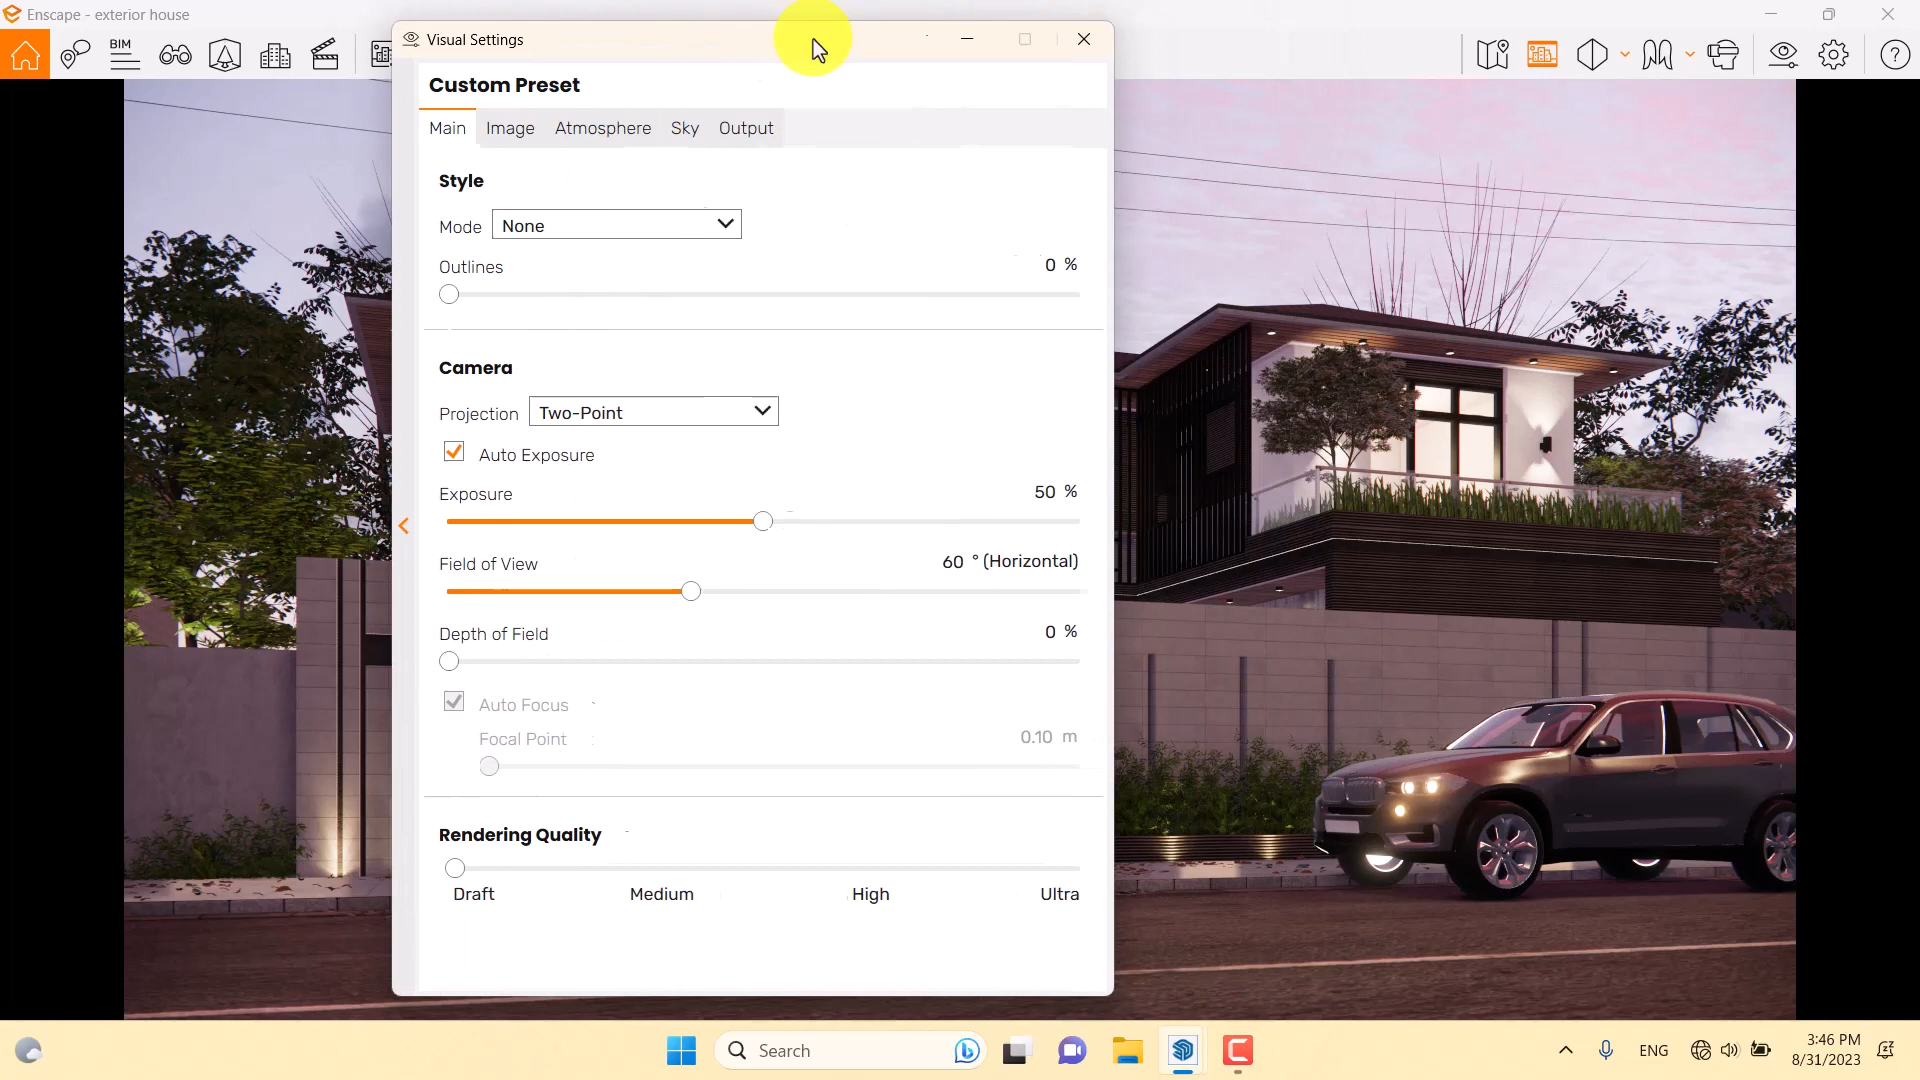 Enscape - exterior house
BIM
Visual Settings
Custom Preset
Main Image Atmosphere Sky Output
Style
Mode None
Outlines 0 %
Camera
Projection Two-Point
Auto Exposure
Exposure 50 %
Field of View 60 ° (Horizontal)
Depth of Field 0 %
Auto Focus
Focal Point 0.10 m
Rendering Quality
Draft Medium High Ultra
Search
ENG
3:46 PM
8/31/2023